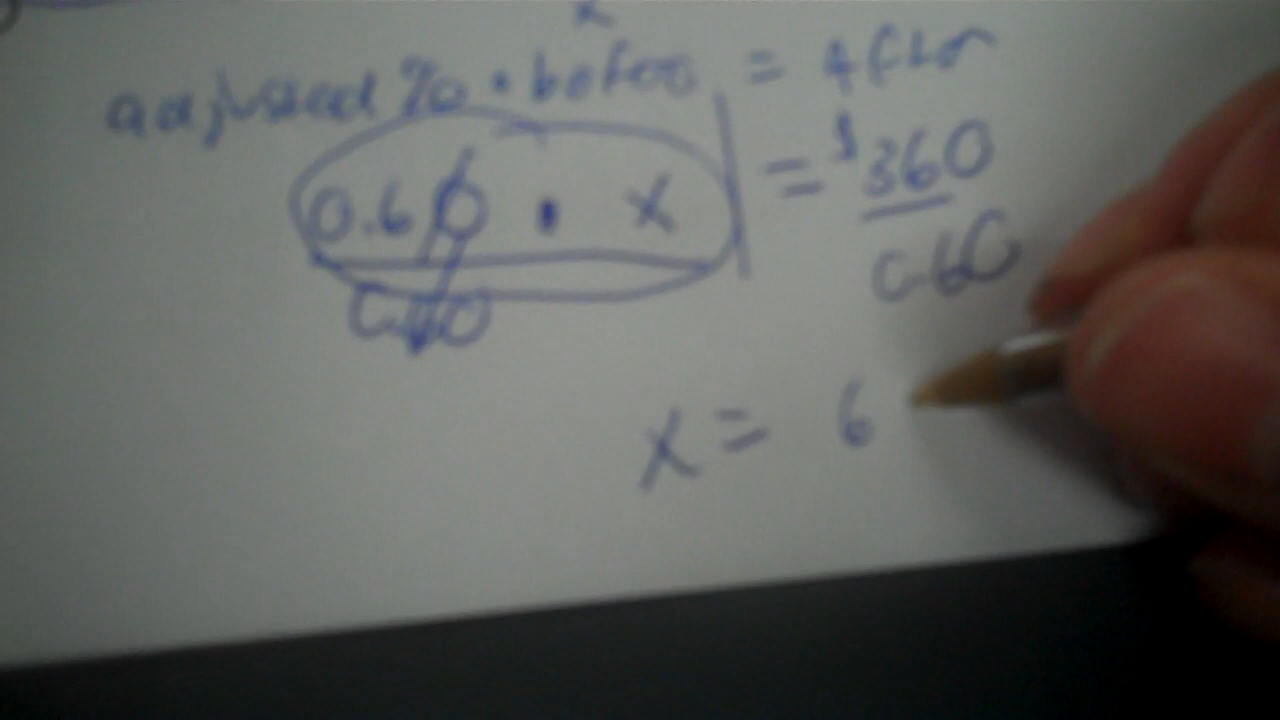 x
adjusted % · before = after
0.60 · x = $360
0.60 0.60
x = 6